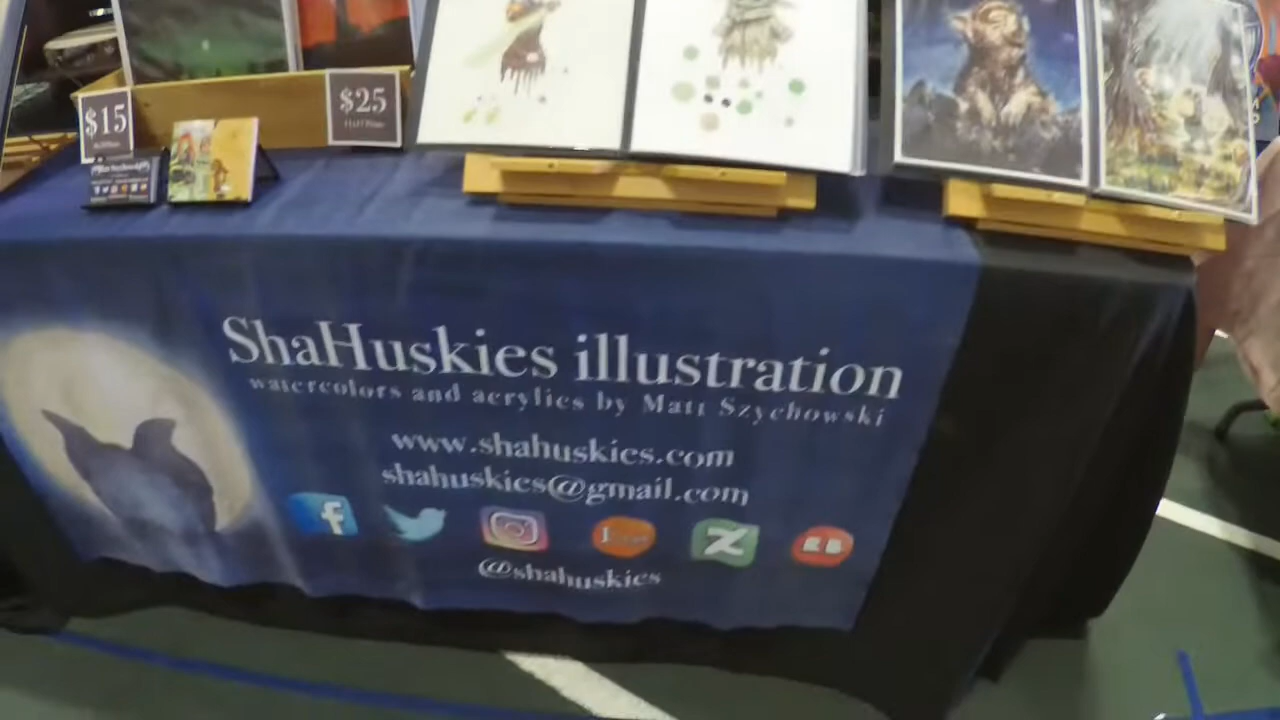 $15
$25
ShaHuskies illustration
watercolors and acrylics by Matt Szychowski
www.shahuskies.com
shahuskies@gmail.com
@shahuskies